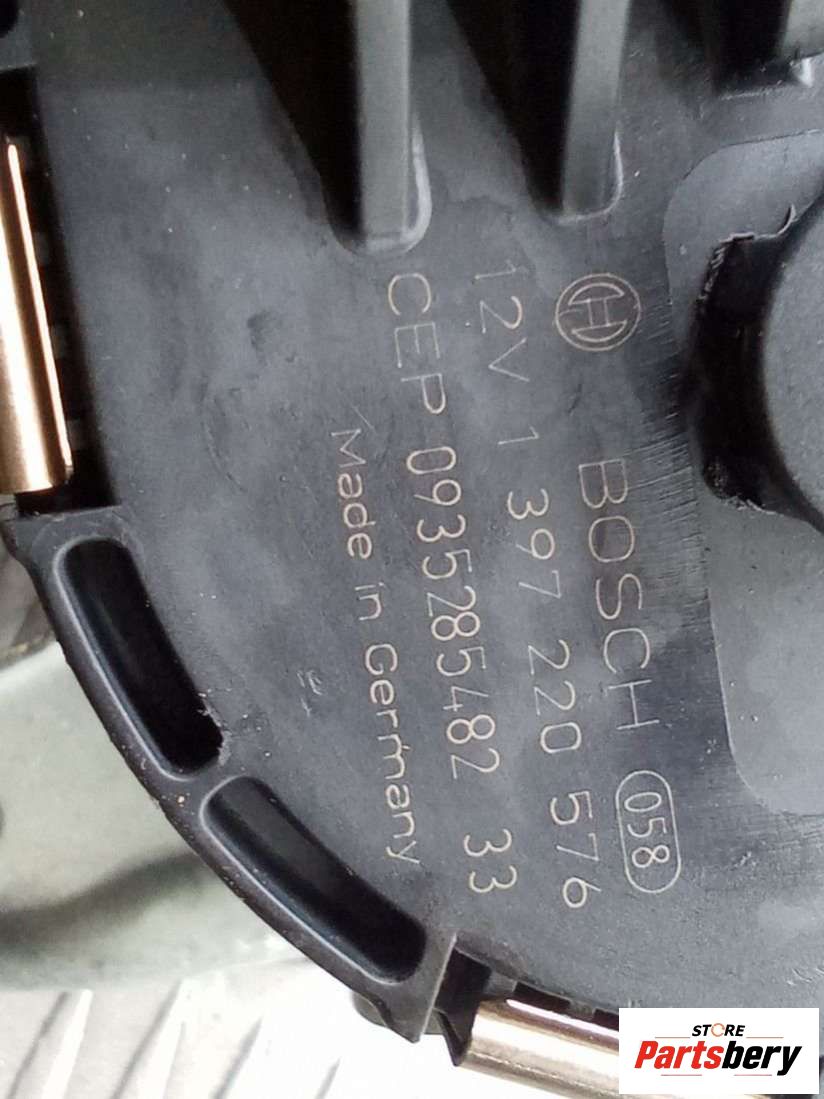 BOSCH 058
12V 1 397 220 576
CEP 0935285482 33
Made in Germany
STORE
Partsbery